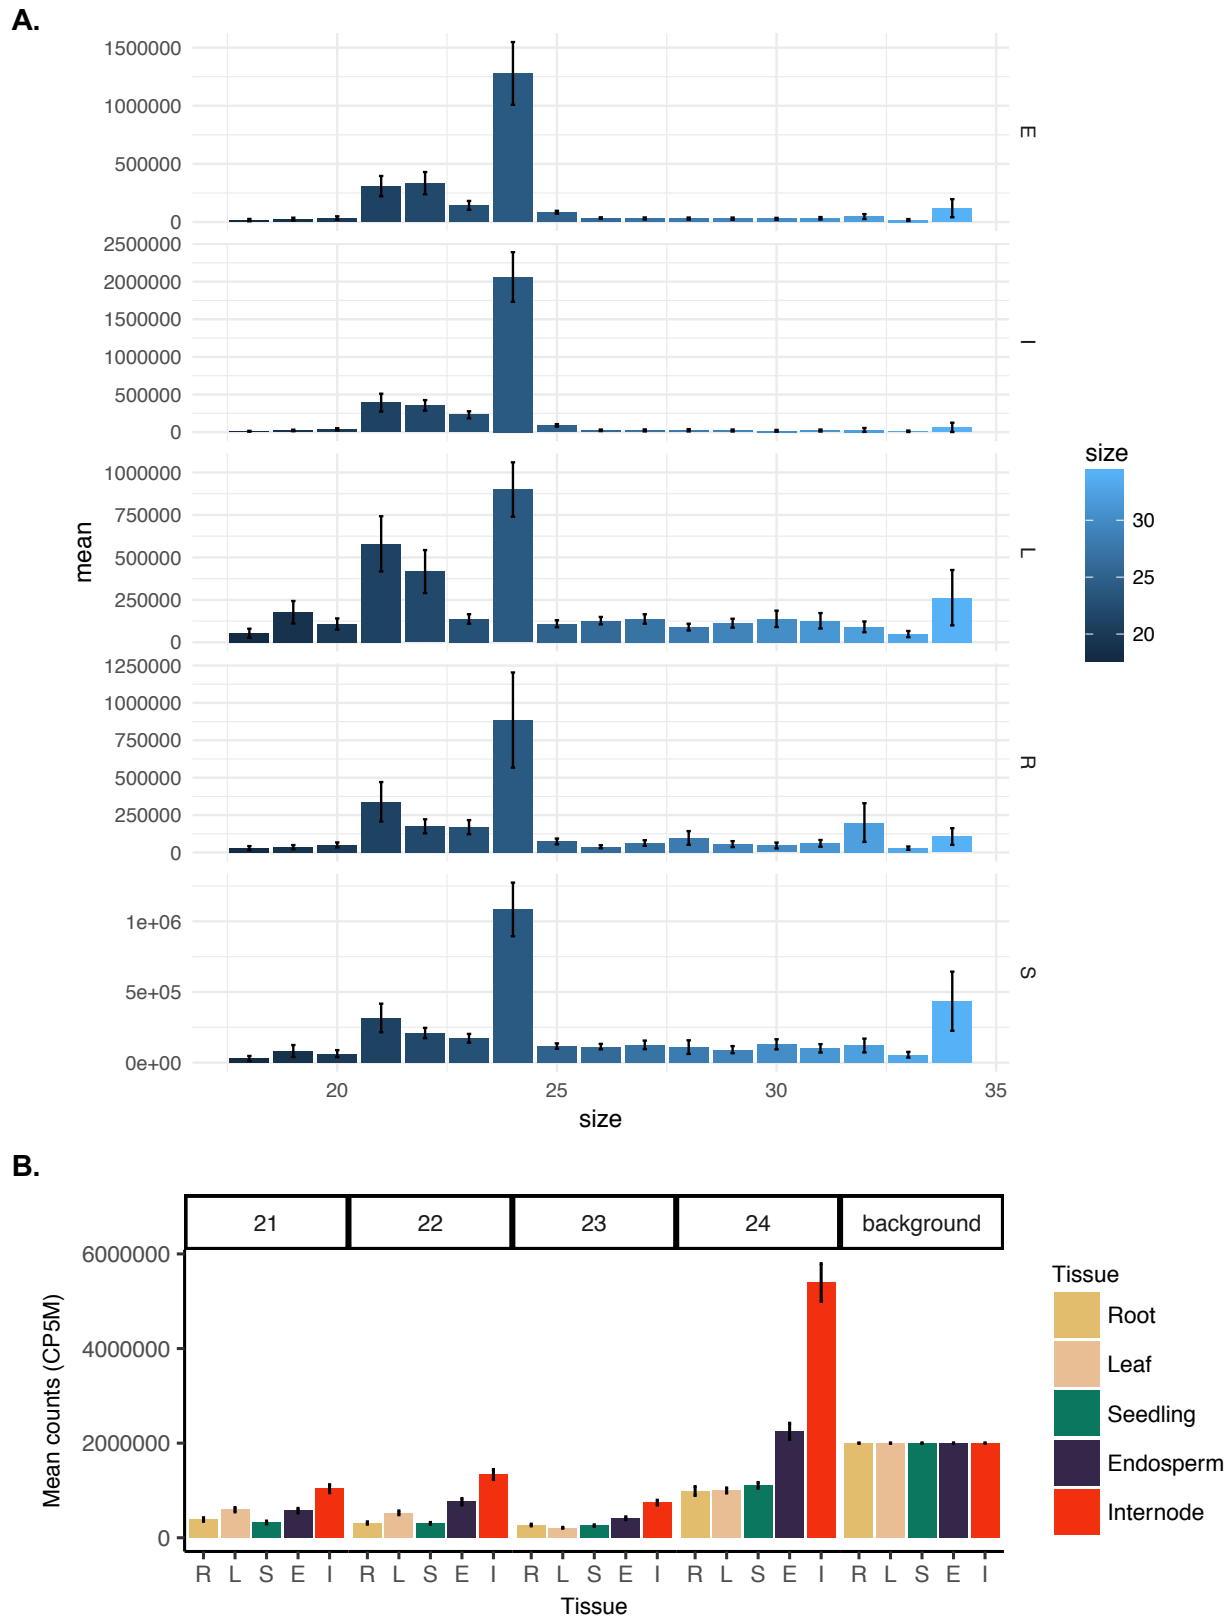 A.
1500000
1000000
500000
0
E
2500000
2000000
1500000
1000000
500000
0
I
1000000
750000
500000
250000
0
L
1250000
1000000
750000
500000
250000
0
R
1e+06
5e+05
0e+00
S
mean
20 25 30 35
size
size
30
25
20
B.
21 22 23 24 background
6000000
4000000
2000000
0
Mean counts (CP5M)
R L S E I R L S E I R L S E I R L S E I R L S E I
Tissue
Tissue
Root
Leaf
Seedling
Endosperm
Internode